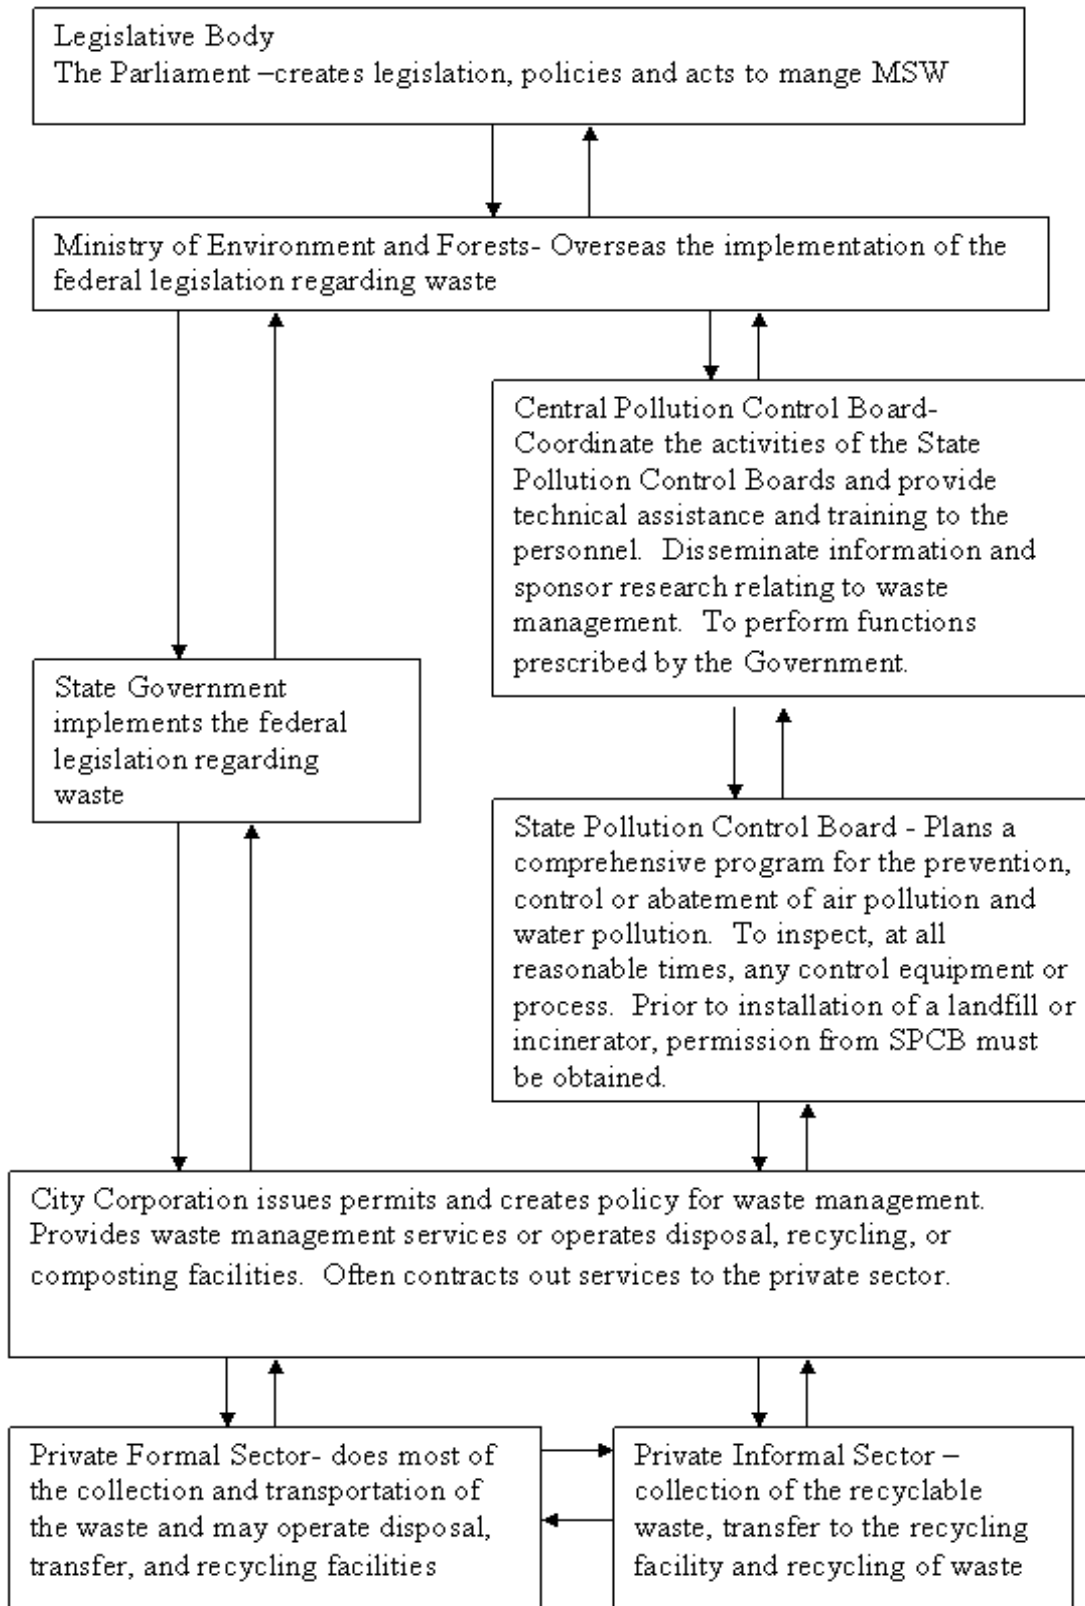 Legislative Body
The Parliament –creates legislation, policies and acts to mange MSW
Ministry of Environment and Forests- Overseas the implementation of the
federal legislation regarding waste
Central Pollution Control Board-
Coordinate the activities of the State
Pollution Control Boards and provide
technical assistance and training to the
personnel.  Disseminate information and
sponsor research relating to waste
management.  To perform functions
prescribed by the Government.
State Government
implements the federal
legislation regarding
waste
State Pollution Control Board - Plans a
comprehensive program for the prevention,
control or abatement of air pollution and
water pollution.  To inspect, at all
reasonable times, any control equipment or
process.  Prior to installation of a landfill or
incinerator, permission from SPCB must
be obtained.
City Corporation issues permits and creates policy for waste management.
Provides waste management services or operates disposal, recycling, or
composting facilities.  Often contracts out services to the private sector.
Private Formal Sector- does most of
the collection and transportation of
the waste and may operate disposal,
transfer, and recycling facilities
Private Informal Sector –
collection of the recyclable
waste, transfer to the recycling
facility and recycling of waste